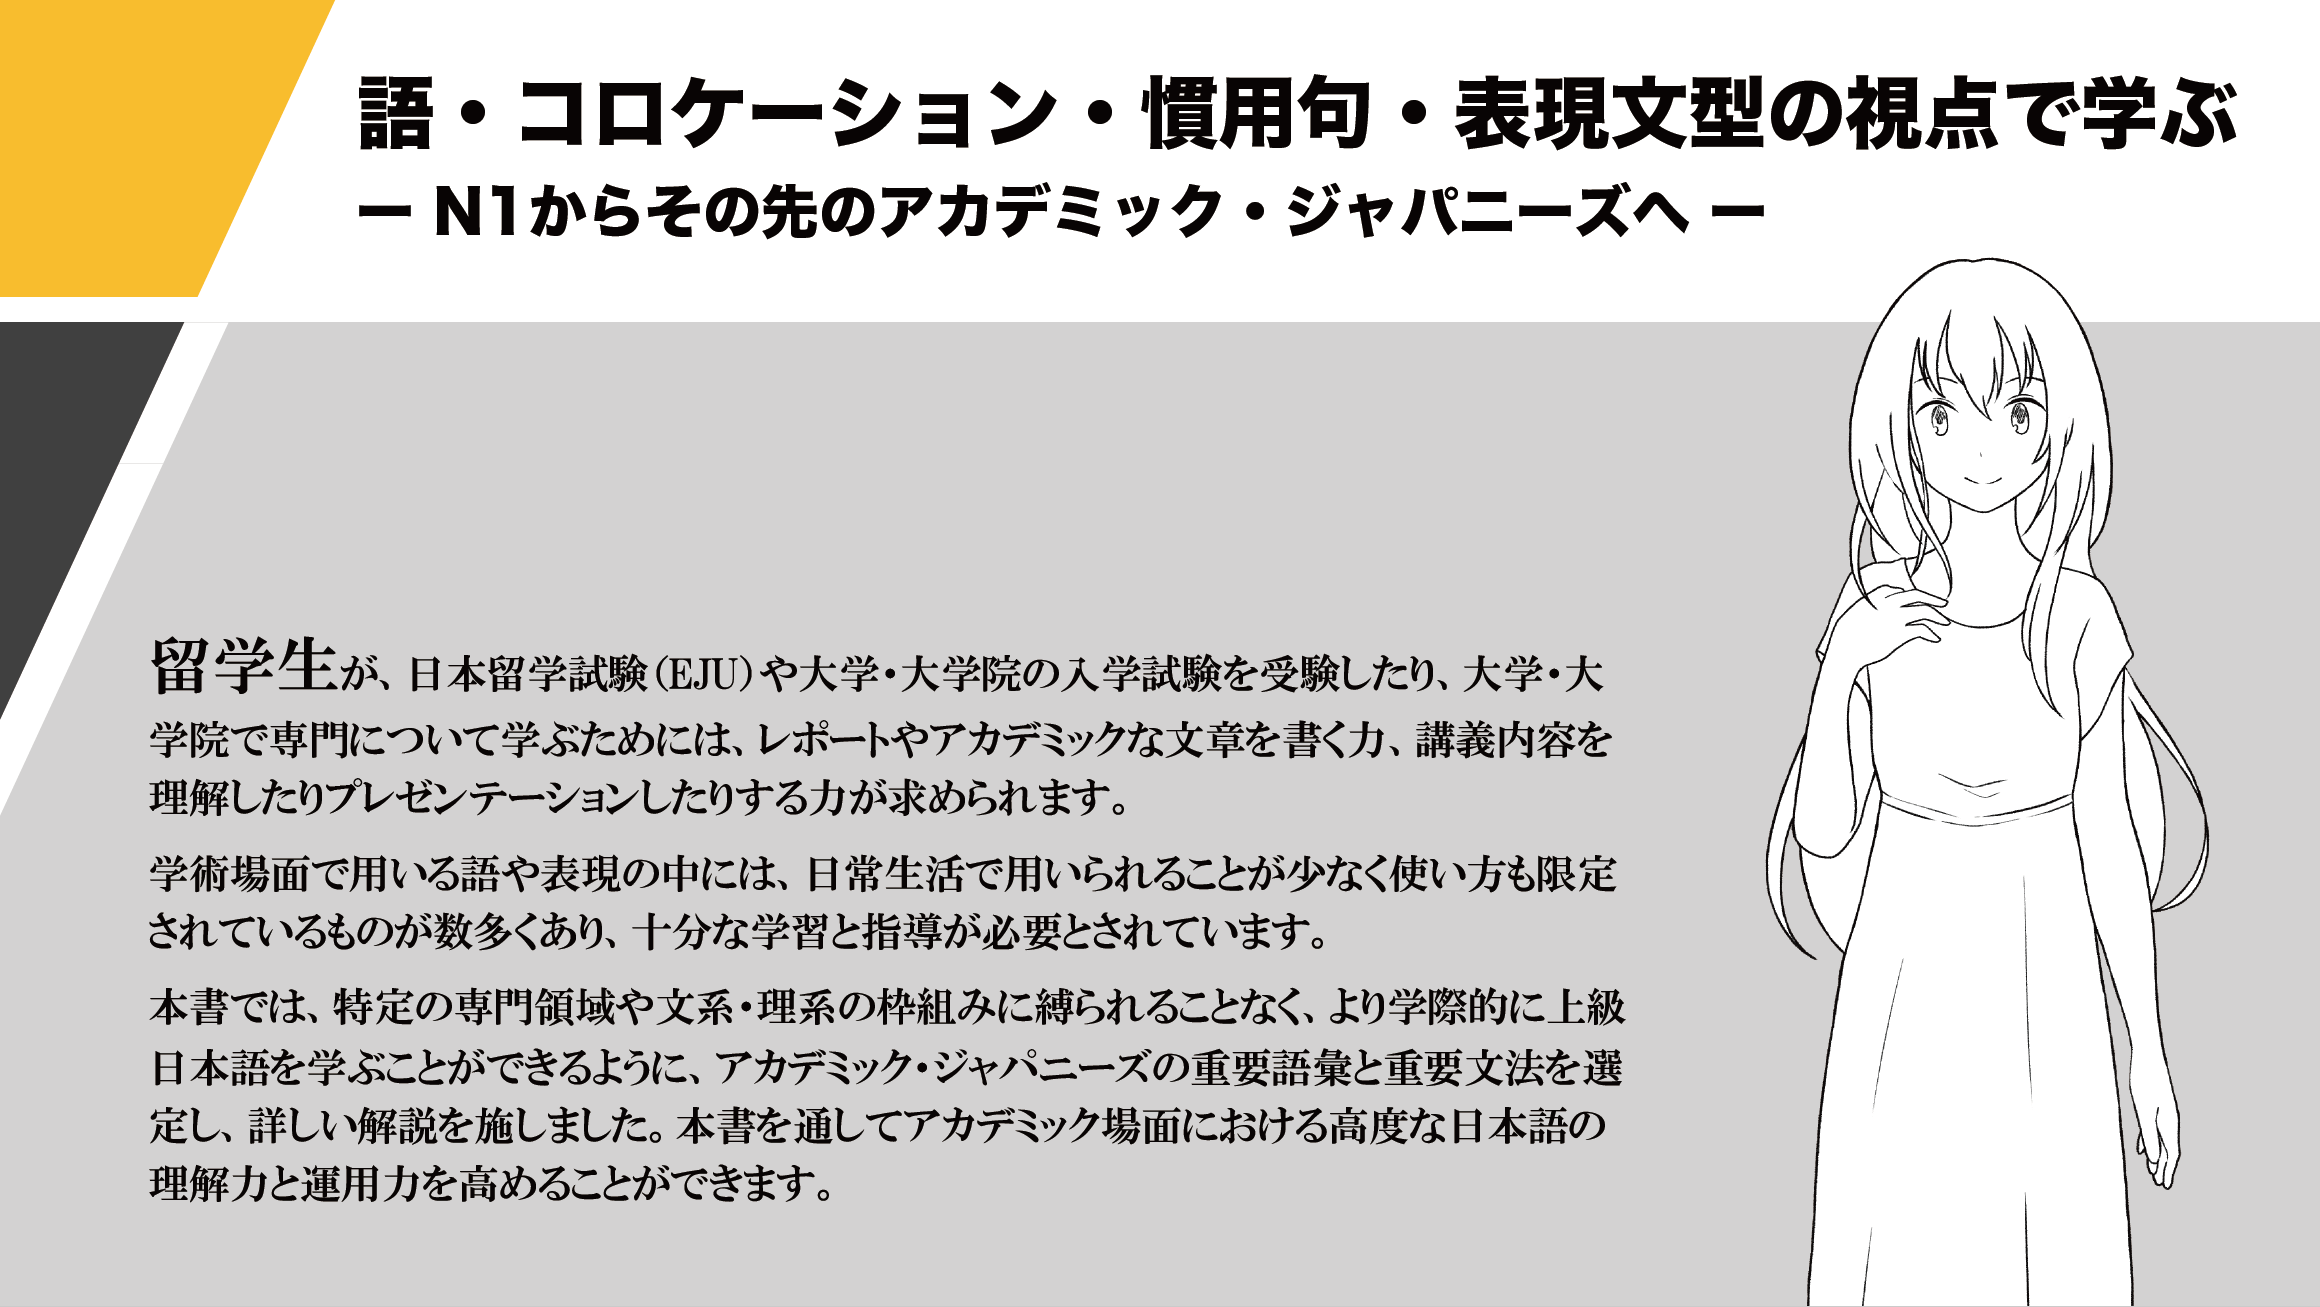 語・コロケーション・慣用句・表現文型の視点で学ぶ
ー N1からその先のアカデミック・ジャパニーズへ ー
留学生が、日本留学試験（EJU）や大学・大学院の入学試験を受験したり、大学・大
学院で専門について学ぶためには、レポートやアカデミックな文章を書く力、講義内容を
理解したりプレゼンテーションしたりする力が求められます。
学術場面で用いる語や表現の中には、日常生活で用いられることが少なく使い方も限定
されているものが数多くあり、十分な学習と指導が必要とされています。
本書では、特定の専門領域や文系・理系の枠組みに縛られることなく、より学際的に上級
日本語を学ぶことができるように、アカデミック・ジャパニーズの重要語彙と重要文法を選
定し、詳しい解説を施しました。本書を通してアカデミック場面における高度な日本語の
理解力と運用力を高めることができます。